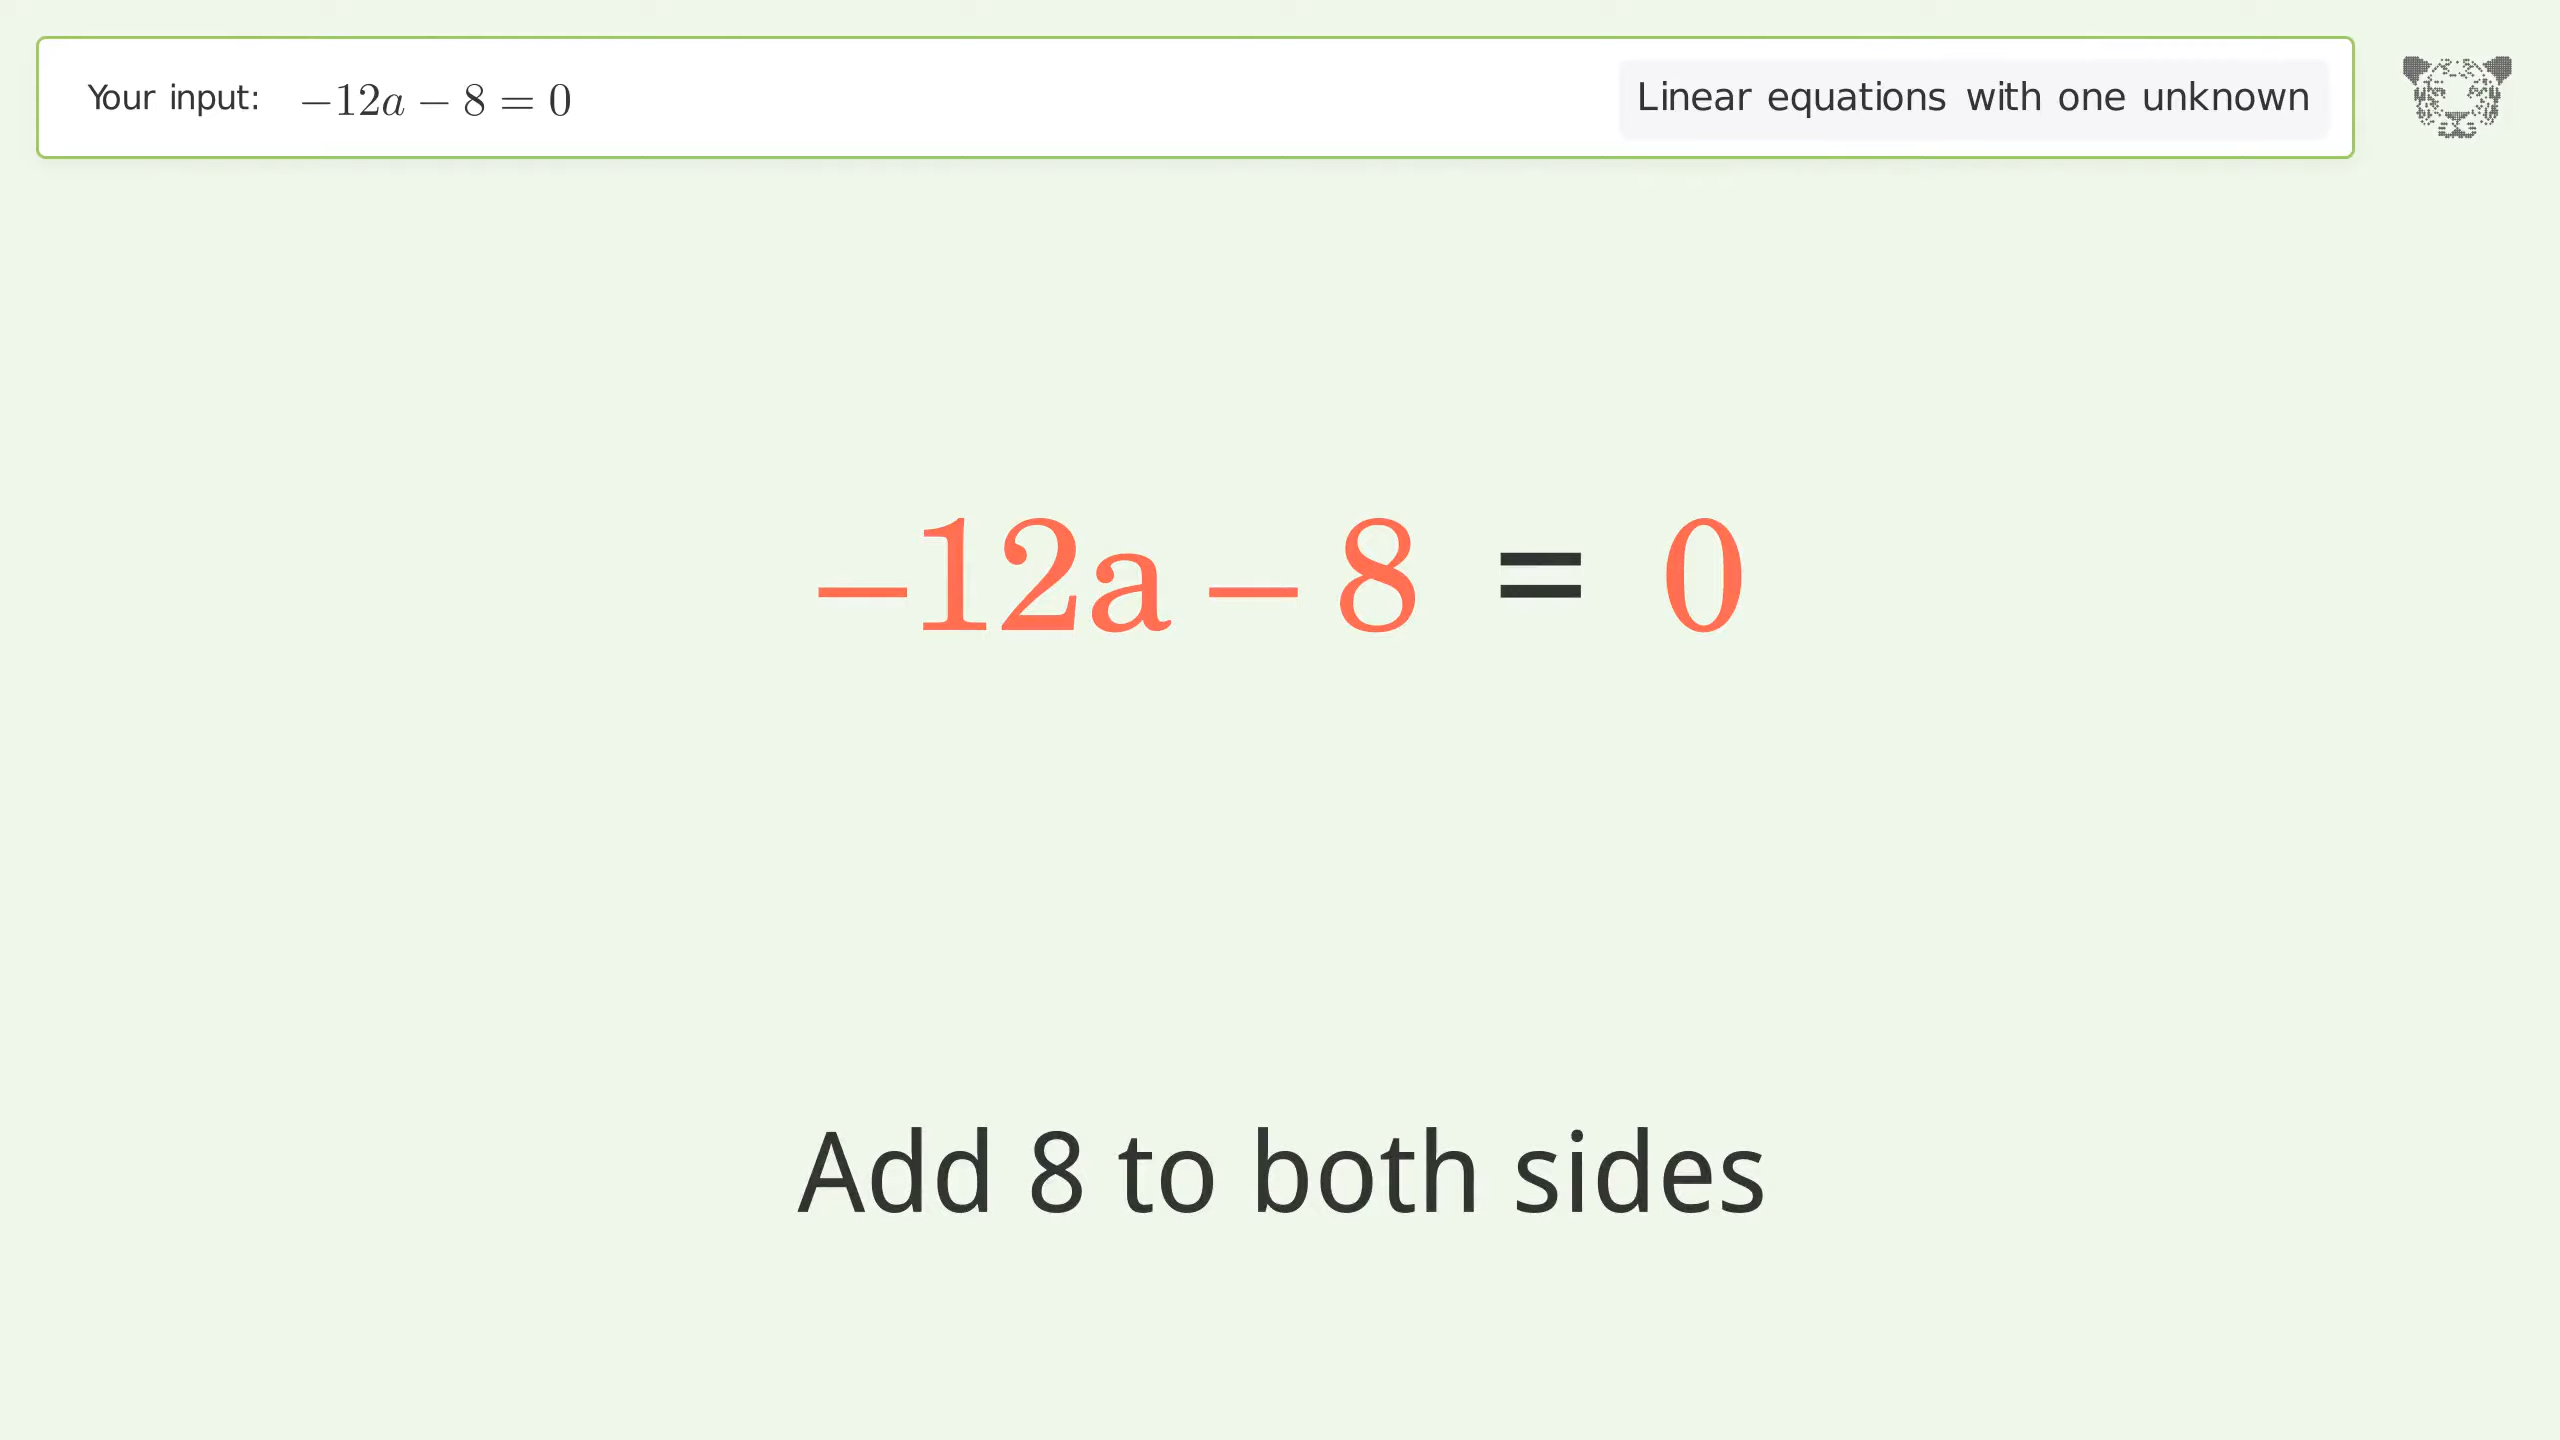 Your input: −12a − 8 = 0
Linear equations with one unknown
−12a − 8 = 0
Add 8 to both sides